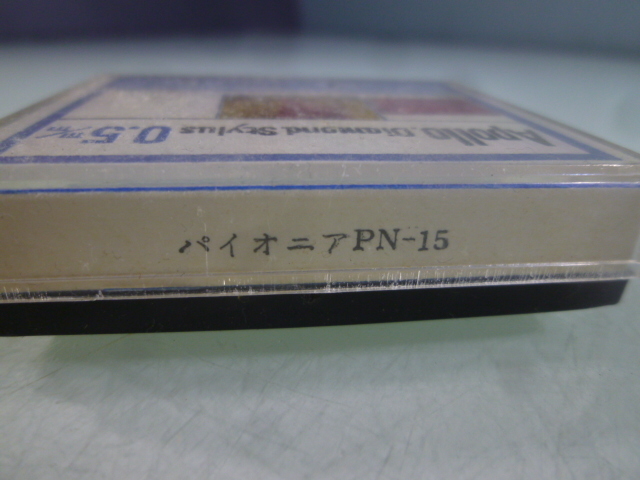 Apollo Diamond Stylus 0.5
パイオニアPN-15